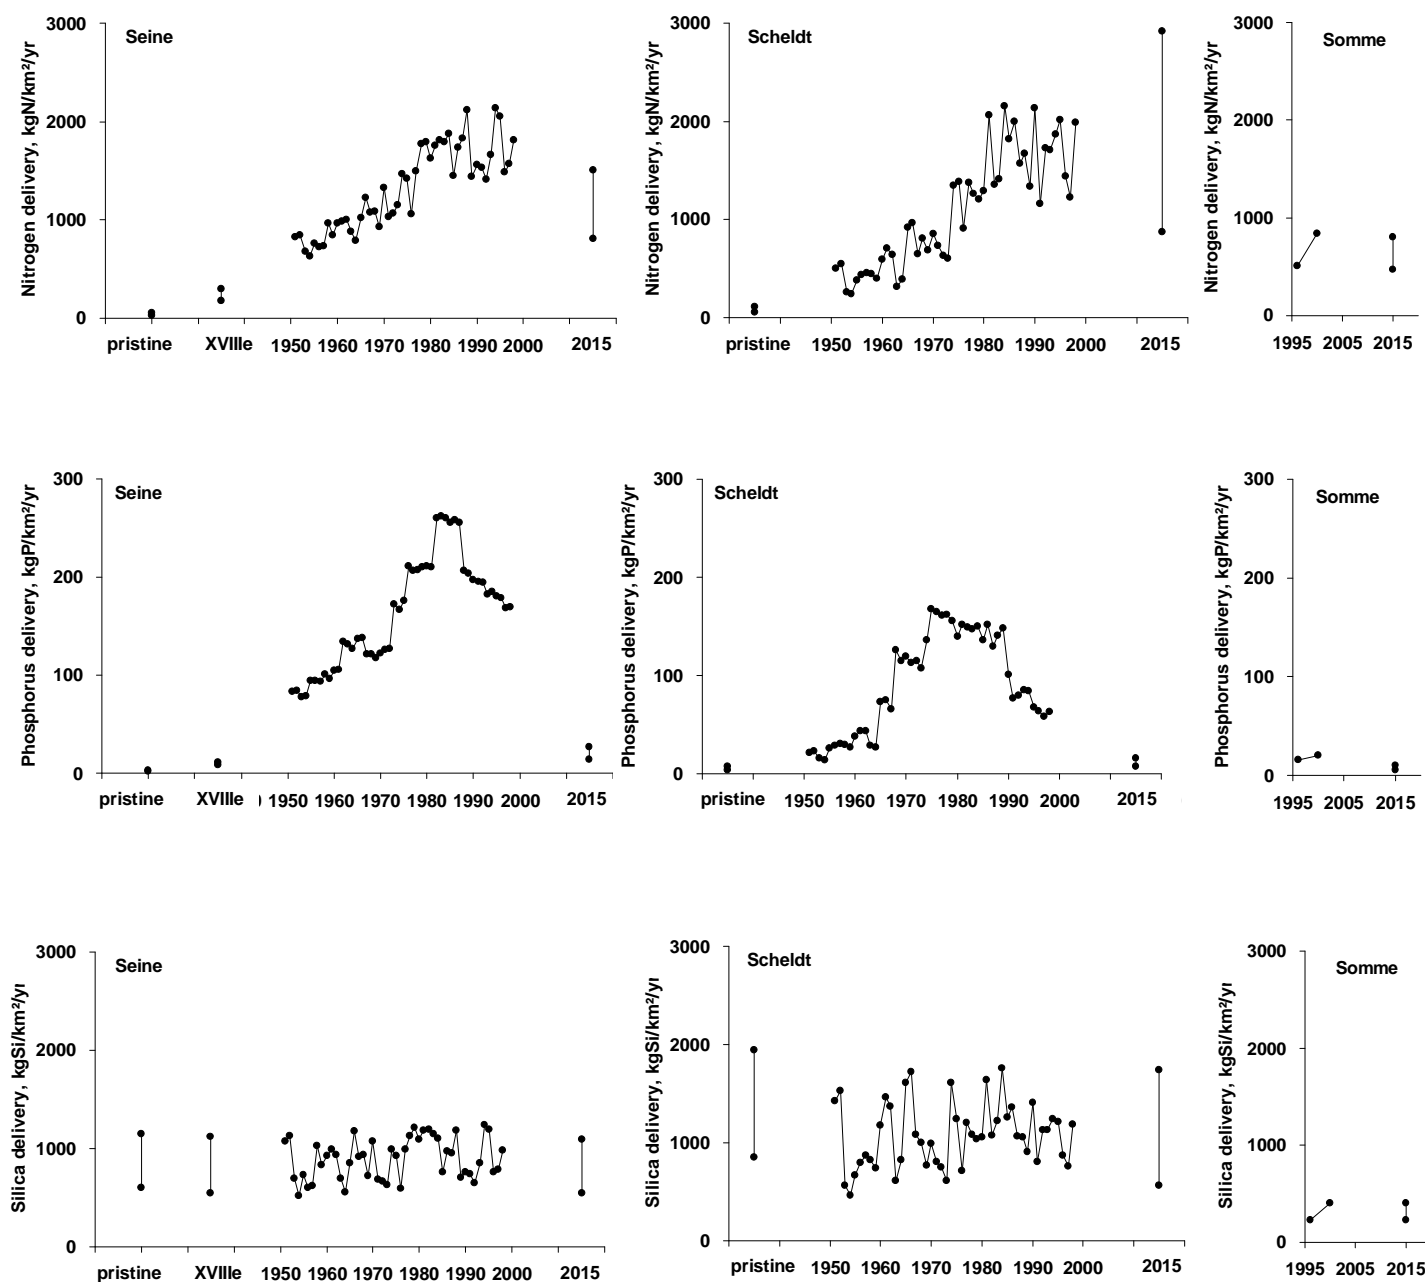 Seine
Nitrogen delivery, kgN/km²/yr
3000
2000
1000
0
pristine XVIIIe 1950 1960 1970 1980 1990 2000 2015
Scheldt
Nitrogen delivery, kgN/km²/yr
3000
2000
1000
0
pristine 1950 1960 1970 1980 1990 2000 2015
Somme
Nitrogen delivery, kgN/km²/yr
3000
2000
1000
0
1995 2005 2015
Seine
Phosphorus delivery, kgP/km²/yr
300
200
100
0
pristine XVIIIe 1950 1960 1970 1980 1990 2000 2015
Scheldt
Phosphorus delivery, kgP/km²/yr
300
200
100
0
pristine 1950 1960 1970 1980 1990 2000 2015
Somme
Phosphorus delivery, kgP/km²/yr
300
200
100
0
1995 2005 2015
Seine
Silica delivery, kgSi/km²/yr
3000
2000
1000
0
pristine XVIIIe 1950 1960 1970 1980 1990 2000 2015
Scheldt
Silica delivery, kgSi/km²/yr
3000
2000
1000
0
pristine 1950 1960 1970 1980 1990 2000 2015
Somme
Silica delivery, kgSi/km²/yr
3000
2000
1000
0
1995 2005 2015